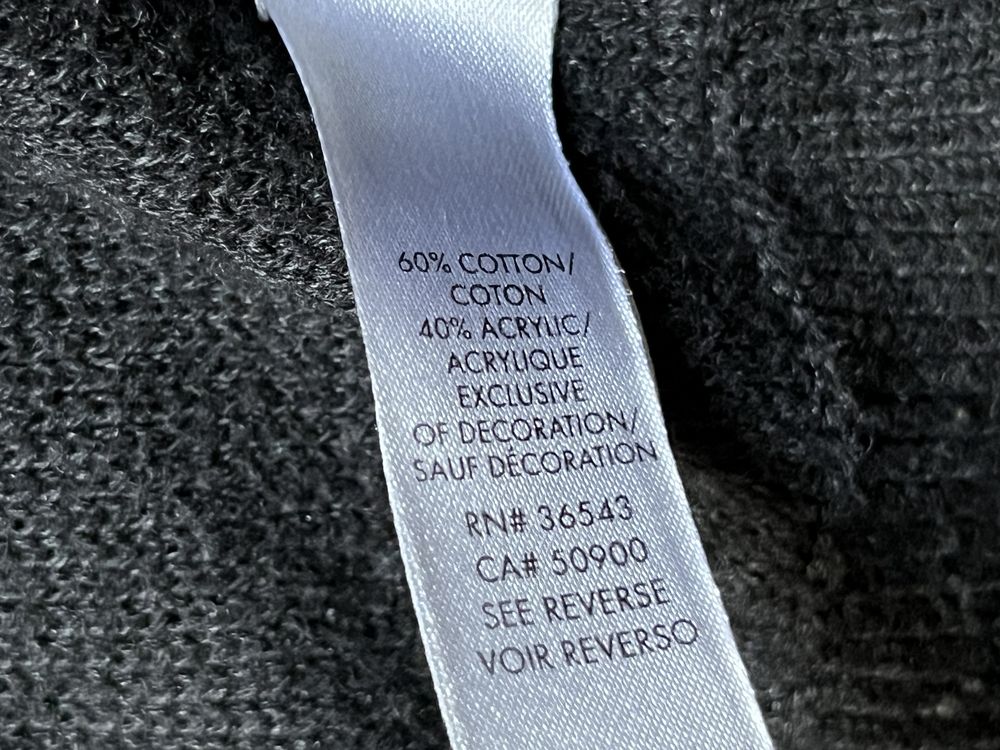 60% COTTON/
COTON
40% ACRYLIC/
ACRYLIQUE
EXCLUSIVE
OF DECORATION/
SAUF DÉCORATION
RN# 36543
CA# 50900
SEE REVERSE
VOIR REVERSO